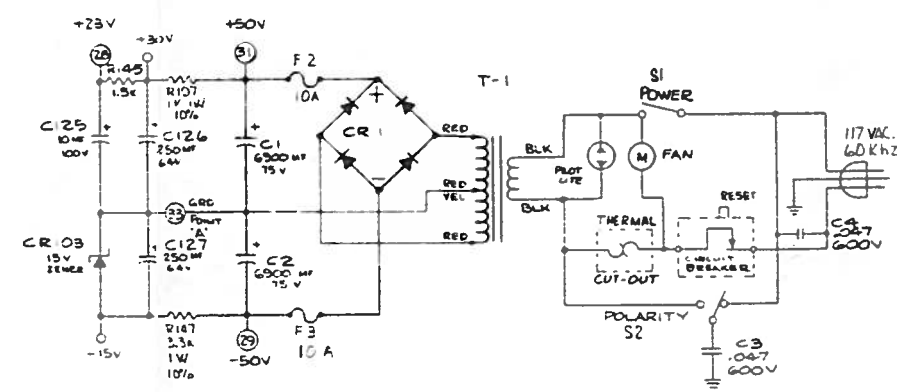 +23V
+30V
+50V
28
31
R145
1.5K
R107
1K 1W
10%
F2
10A
T-1
S1
POWER
C125
10 MF
100V
C126
250 MF
64V
C1
6900 MF
75 V
+
CR 1
-
RED
RED
YEL
RED
BLK
BLK
PILOT
LITE
M
FAN
117 VAC.
60 Khz
RESET
GRD
POINT
"A"
CR103
15V
ZENER
C127
250 MF
64V
C2
6900 MF
75 V
THERMAL
CUT-OUT
CIRCUIT
BREAKER
C4
.047
600V
-15V
R147
3.3K
1W
10%
29
-50V
F3
10 A
POLARITY
S2
C3
.047
600V